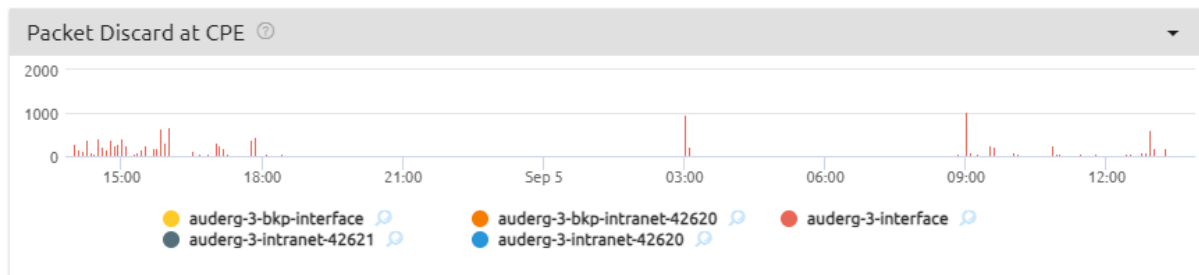 Packet Discard at CPE ?
2000
1000
0
15:00 18:00 21:00 Sep 5 03:00 06:00 09:00 12:00
auderg-3-bkp-interface auderg-3-bkp-intranet-42620 auderg-3-interface
auderg-3-intranet-42621 auderg-3-intranet-42620